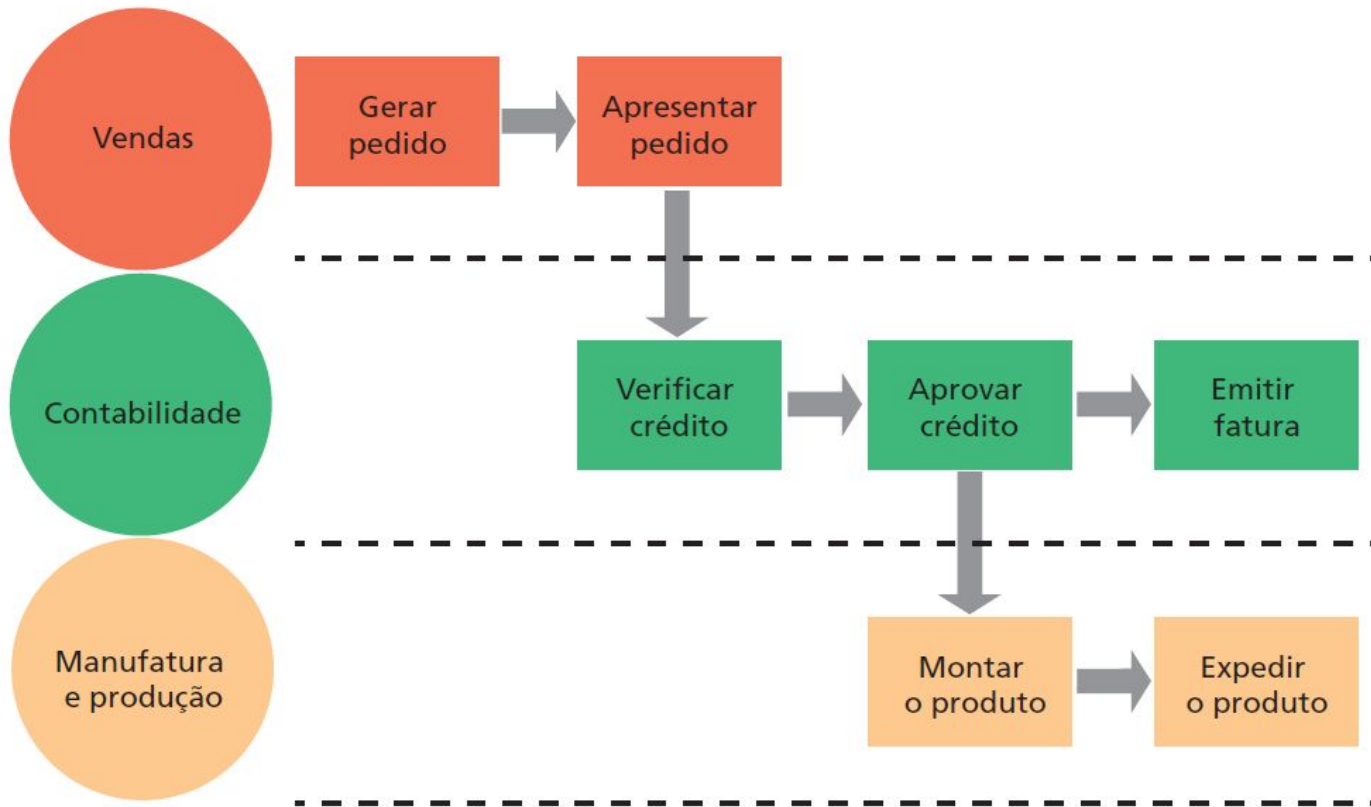 Vendas
Gerar
pedido
Apresentar
pedido
Contabilidade
Verificar
crédito
Aprovar
crédito
Emitir
fatura
Manufatura
e produção
Montar
o produto
Expedir
o produto